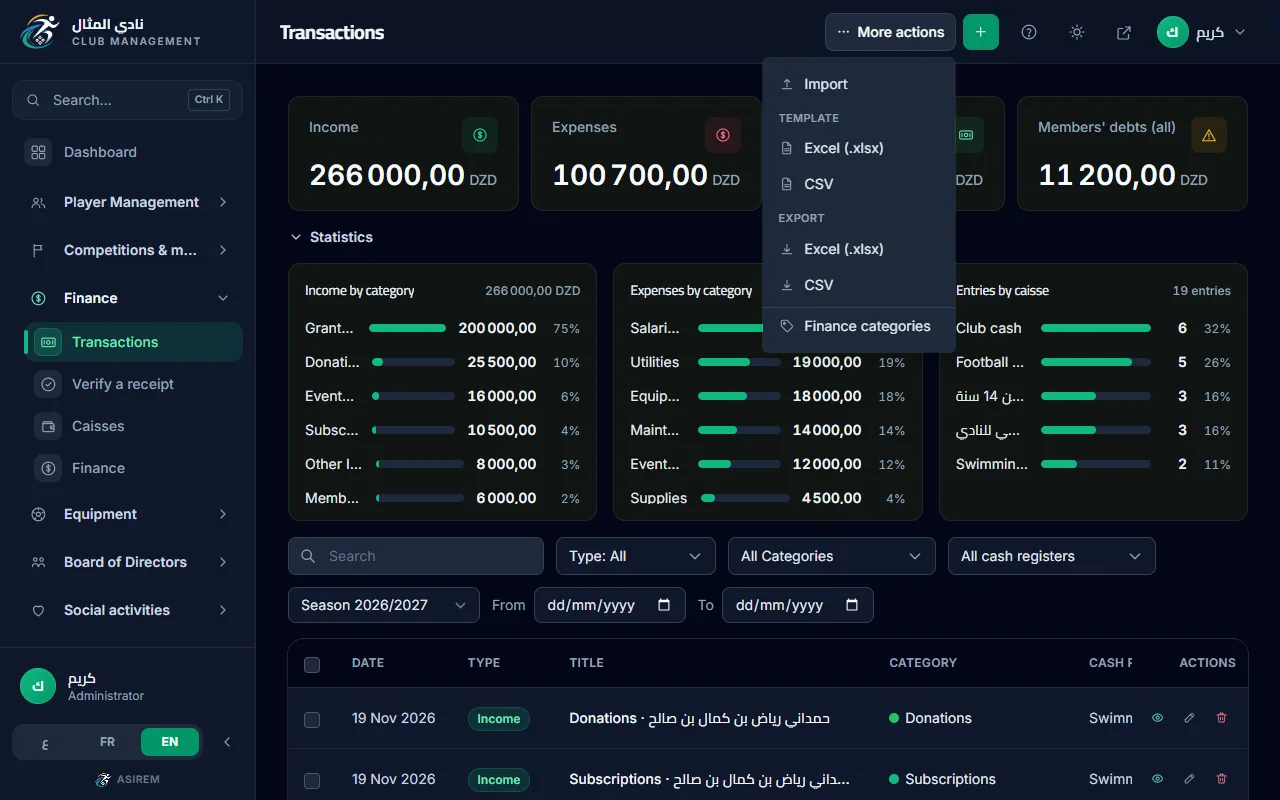 نادي المثال
CLUB MANAGEMENT
Search...
Ctrl K
Dashboard
Player Management
Competitions & m...
Finance
Transactions
Verify a receipt
Caisses
Finance
Equipment
Board of Directors
Social activities
ك
كريم
Administrator
ع
FR
EN
ASIREM
Transactions
··· More actions
+
ك
كريم
Import
TEMPLATE
Excel (.xlsx)
CSV
EXPORT
Excel (.xlsx)
CSV
Finance categories
Income
266 000,00 DZD
Expenses
100 700,00 DZD
DZD
Members' debts (all)
11 200,00 DZD
Statistics
Income by category 266 000,00 DZD
Grant... 200 000,00 75%
Donati... 25 500,00 10%
Event... 16 000,00 6%
Subsc... 10 500,00 4%
Other I... 8 000,00 3%
Memb... 6 000,00 2%
Expenses by category
Salari...
Utilities 19 000,00 19%
Equip... 18 000,00 18%
Maint... 14 000,00 14%
Event... 12 000,00 12%
Supplies 4 500,00 4%
Entries by caisse 19 entries
Club cash 6 32%
Football ... 5 26%
...ن 14 سنة 3 16%
...ي للنادي 3 16%
Swimmin... 2 11%
Search
Type: All
All Categories
All cash registers
Season 2026/2027
From
dd/mm/yyyy
To
dd/mm/yyyy
DATE TYPE TITLE CATEGORY CASH F ACTIONS
19 Nov 2026 Income Donations · حمداني رياض بن كمال بن صالح Donations Swimn
19 Nov 2026 Income Subscriptions · ...داني رياض بن كمال بن صالح Subscriptions Swimn